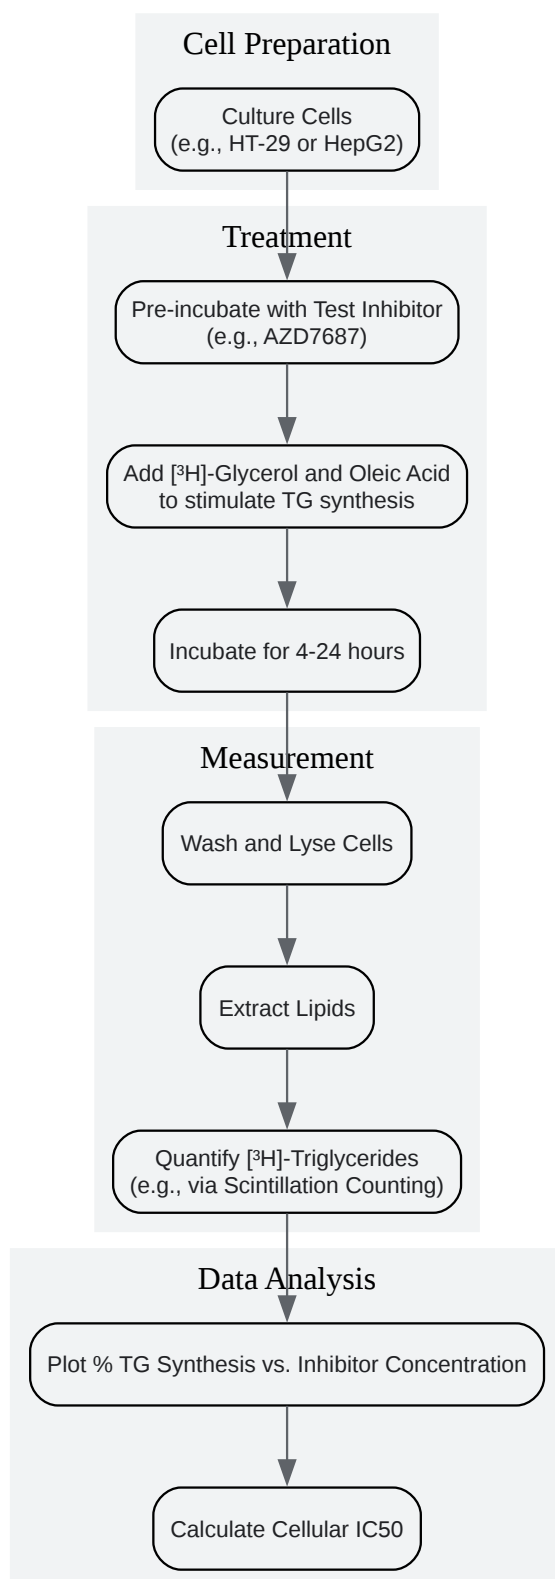 Cell Preparation
Culture Cells
(e.g., HT-29 or HepG2)
Treatment
Pre-incubate with Test Inhibitor
(e.g., AZD7687)
Add [³H]-Glycerol and Oleic Acid
to stimulate TG synthesis
Incubate for 4-24 hours
Measurement
Wash and Lyse Cells
Extract Lipids
Quantify [³H]-Triglycerides
(e.g., via Scintillation Counting)
Data Analysis
Plot % TG Synthesis vs. Inhibitor Concentration
Calculate Cellular IC50